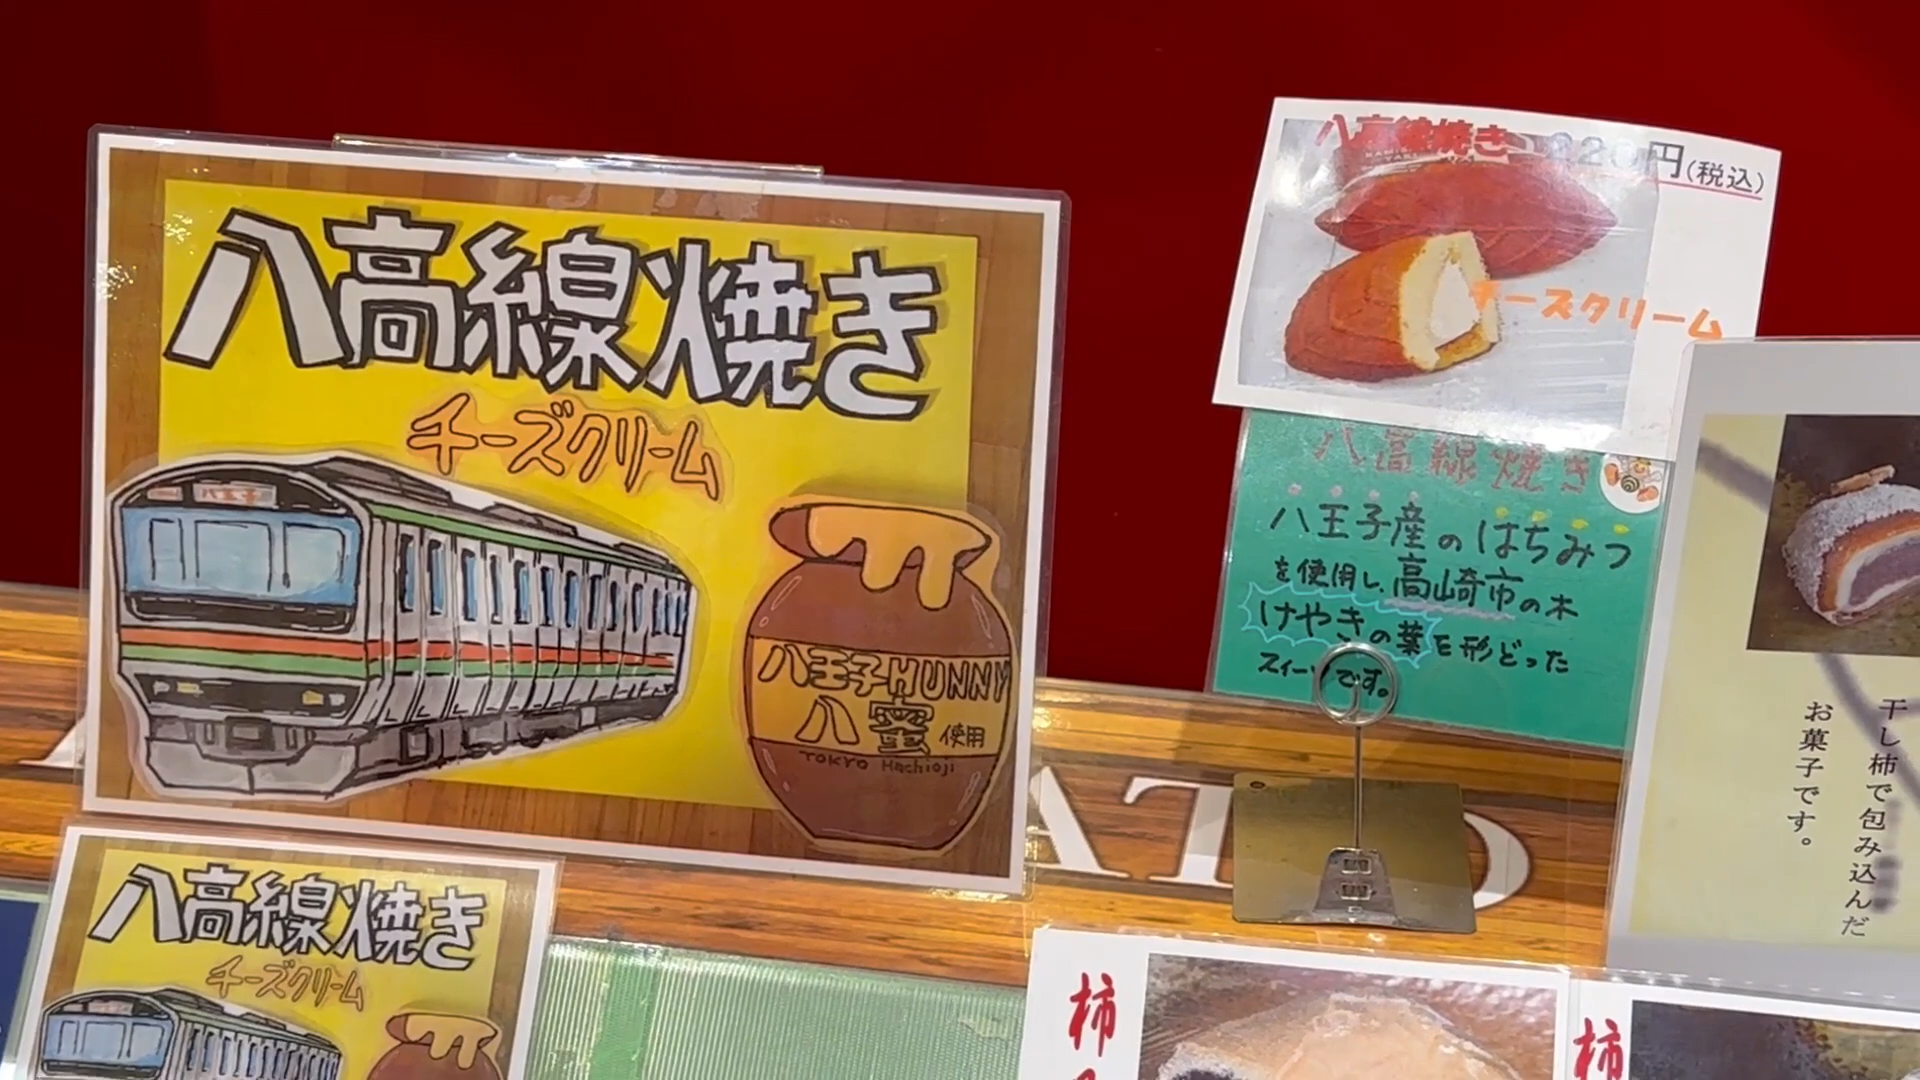 八高線焼き
チーズクリーム
八王子
八王子HUNNY
八蜜 使用
TOKYO Hachioji
八高線焼き
円(税込)
チーズクリーム
八高線焼き
八王子産のはちみつ
を使用し、高崎市の木
けやきの葉を形どった
スイーツです。
干し柿で包み込んだ
お菓子です。
八高線焼き
チーズクリーム
柿
柿